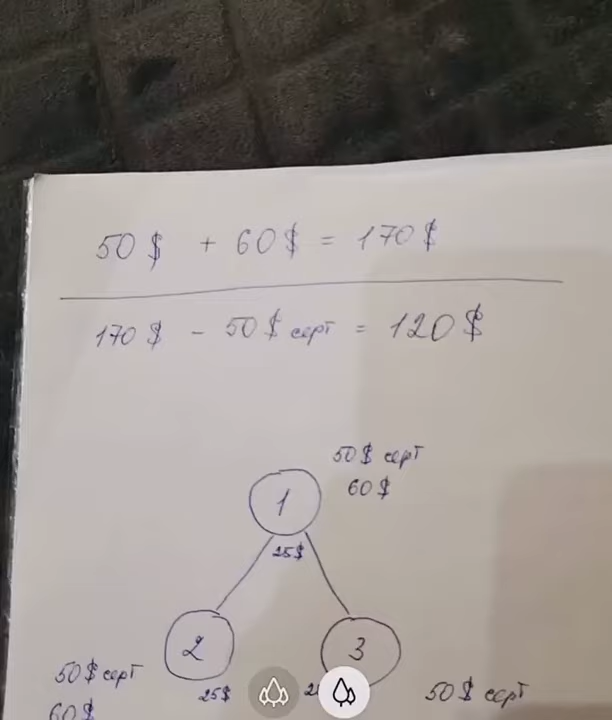 50$ + 60$ = 170$
170$ - 50$ серт = 120$
50$ серт
60$
1
25$
2
3
50$ серт
60$
25$
50$ серт